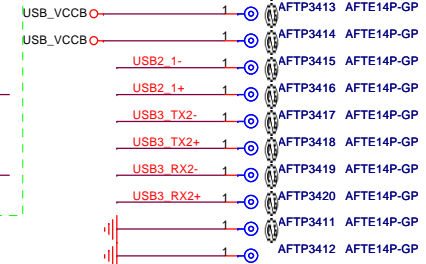 USB_VCCB 1 AFTP3413 AFTE14P-GP
USB_VCCB 1 AFTP3414 AFTE14P-GP
USB2_1- 1 AFTP3415 AFTE14P-GP
USB2_1+ 1 AFTP3416 AFTE14P-GP
USB3_TX2- 1 AFTP3417 AFTE14P-GP
USB3_TX2+ 1 AFTP3418 AFTE14P-GP
USB3_RX2- 1 AFTP3419 AFTE14P-GP
USB3_RX2+ 1 AFTP3420 AFTE14P-GP
1 AFTP3411 AFTE14P-GP
1 AFTP3412 AFTE14P-GP